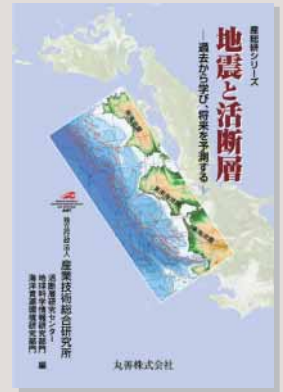 産総研シリーズ
地震と活断層
―過去から学び、将来を予測する―
独立行政法人 産業技術総合研究所
活断層研究センター
地球科学情報研究部門
海洋資源環境研究部門
編
丸善株式会社